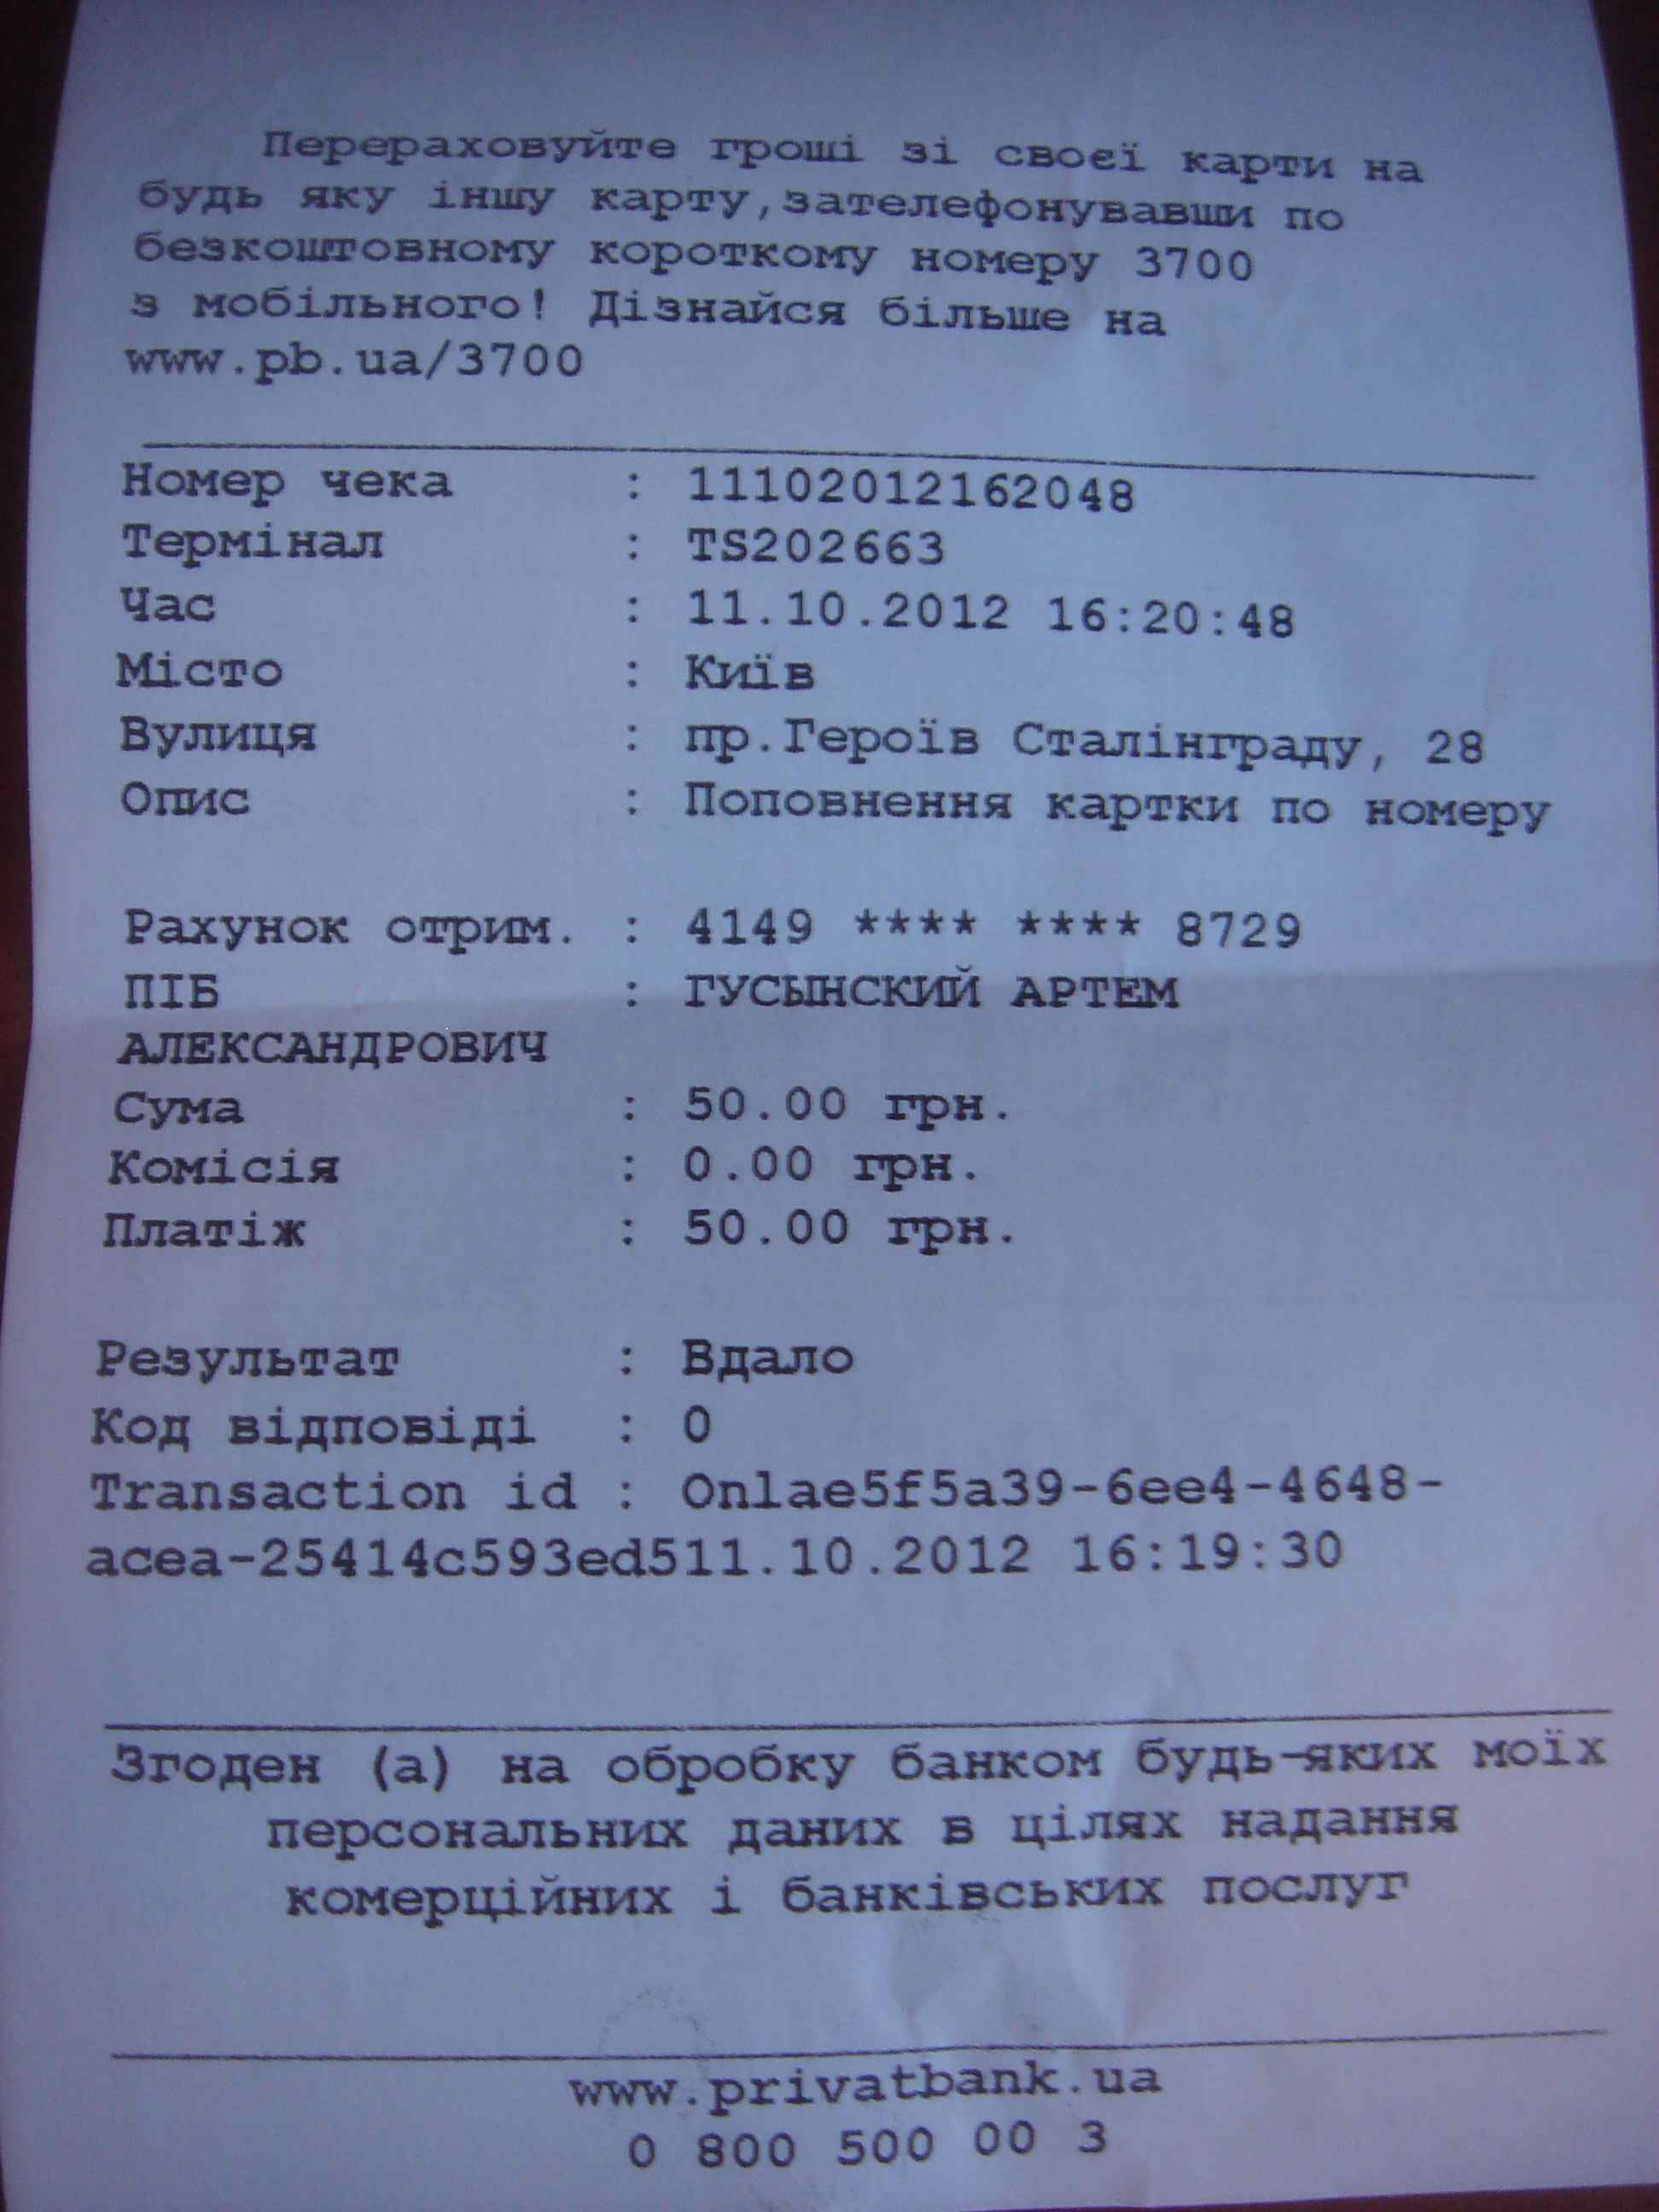 Перераховуйте гроші зі своєї карти на
будь яку іншу карту,зателефонувавши по
безкоштовному короткому номеру 3700
з мобільного! Дізнайся більше на
www.pb.ua/3700
Номер чека : 11102012162048
Термінал : TS202663
Час : 11.10.2012 16:20:48
Місто : Київ
Вулиця : пр.Героїв Сталінграду, 28
Опис : Поповнення картки по номеру
Рахунок отрим. : 4149 **** **** 8729
ПІБ : ГУСЫНСКИЙ АРТЕМ
АЛЕКСАНДРОВИЧ
Сума : 50.00 грн.
Комісія : 0.00 грн.
Платіж : 50.00 грн.
Результат : Вдало
Код відповіді : 0
Transaction id : Onlae5f5a39-6ee4-4648-
acea-25414c593ed511.10.2012 16:19:30
Згоден (а) на обробку банком будь-яких моїх
персональних даних в цілях надання
комерційних і банківських послуг
www.privatbank.ua
0 800 500 00 3